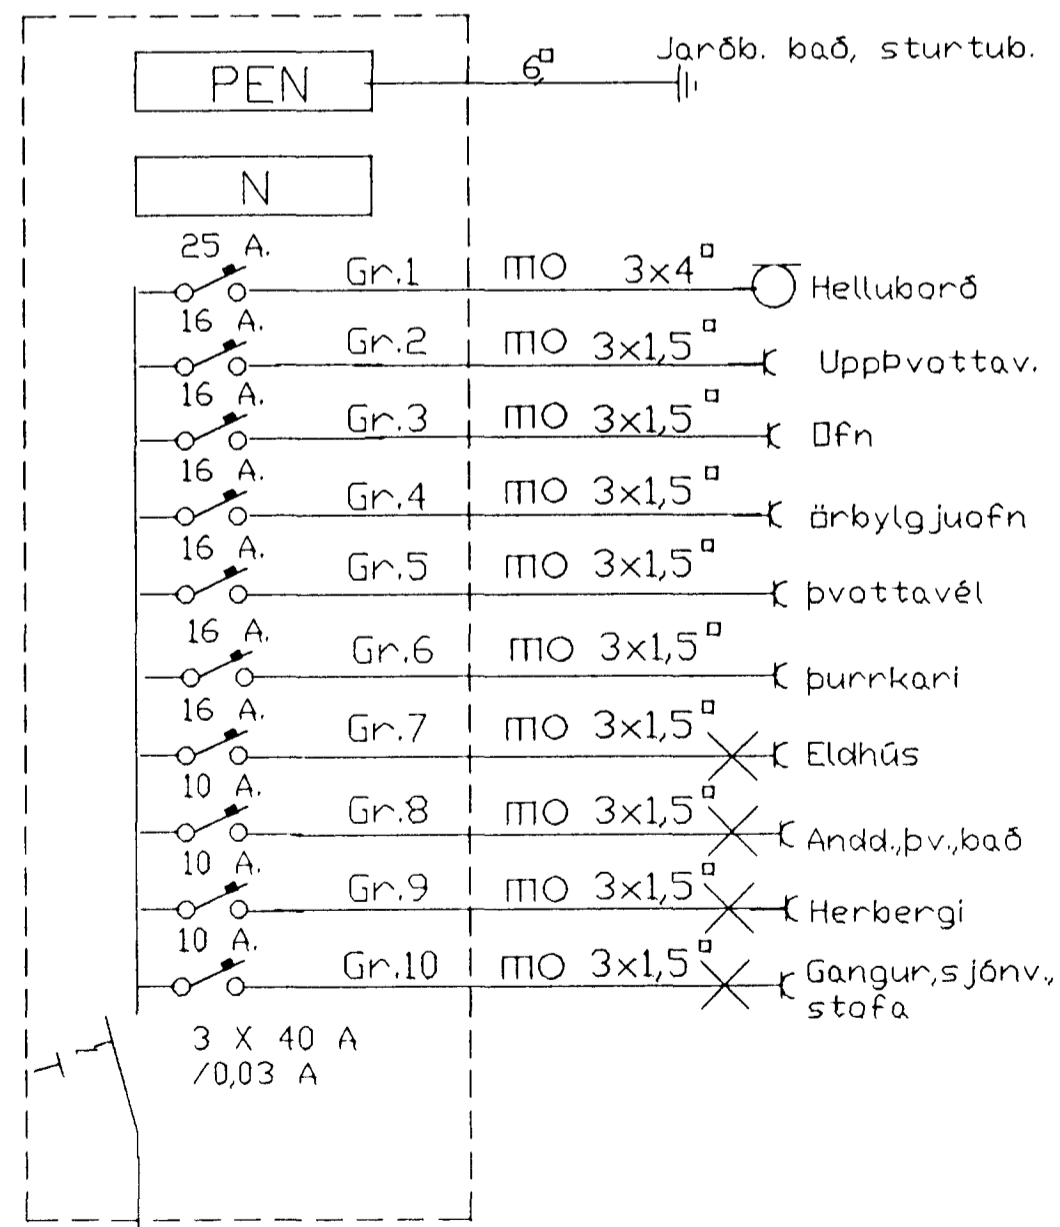 PEN 6□ Jarðb. bað, sturtub.
N
25 A. Gr.1 mo 3x4□ Helluborð
16 A. Gr.2 mo 3x1,5□ UppÞvottav.
16 A. Gr.3 mo 3x1,5□ Ofn
16 A. Gr.4 mo 3x1,5□ örbylgjuofn
16 A. Gr.5 mo 3x1,5□ þvottavél
16 A. Gr.6 mo 3x1,5□ þurrkari
16 A. Gr.7 mo 3x1,5□ Eldhús
10 A. Gr.8 mo 3x1,5□ Andd.,þv.,bað
10 A. Gr.9 mo 3x1,5□ Herbergi
10 A. Gr.10 mo 3x1,5□ Gangur,sjónv.,
stofa
3 X 40 A
/0,03 A